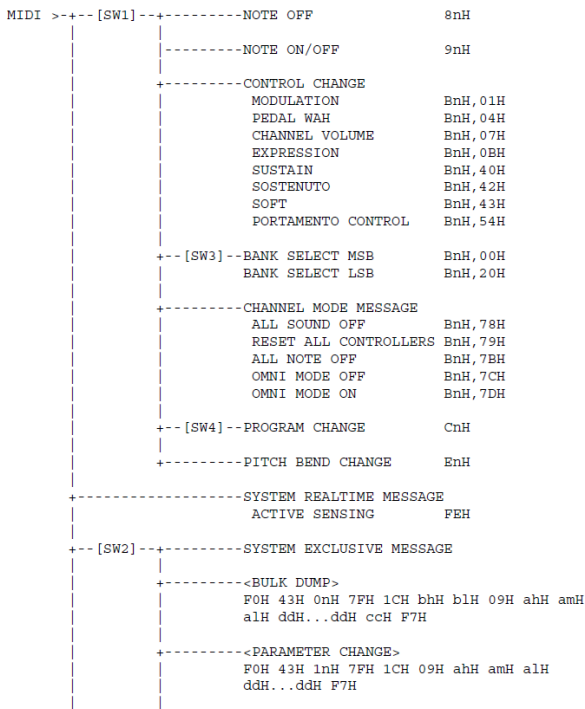 MIDI >-+--[SW1]--+---------NOTE OFF 8nH
|---------NOTE ON/OFF 9nH
+---------CONTROL CHANGE
MODULATION BnH,01H
PEDAL WAH BnH,04H
CHANNEL VOLUME BnH,07H
EXPRESSION BnH,0BH
SUSTAIN BnH,40H
SOSTENUTO BnH,42H
SOFT BnH,43H
PORTAMENTO CONTROL BnH,54H
+--[SW3]--BANK SELECT MSB BnH,00H
BANK SELECT LSB BnH,20H
+---------CHANNEL MODE MESSAGE
ALL SOUND OFF BnH,78H
RESET ALL CONTROLLERS BnH,79H
ALL NOTE OFF BnH,7BH
OMNI MODE OFF BnH,7CH
OMNI MODE ON BnH,7DH
+--[SW4]--PROGRAM CHANGE CnH
+---------PITCH BEND CHANGE EnH
+-------------------SYSTEM REALTIME MESSAGE
ACTIVE SENSING FEH
+--[SW2]--+---------SYSTEM EXCLUSIVE MESSAGE
+---------<BULK DUMP>
F0H 43H 0nH 7FH 1CH bhH blH 09H ahH amH
alH ddH...ddH ccH F7H
+---------<PARAMETER CHANGE>
F0H 43H 1nH 7FH 1CH 09H ahH amH alH
ddH...ddH F7H